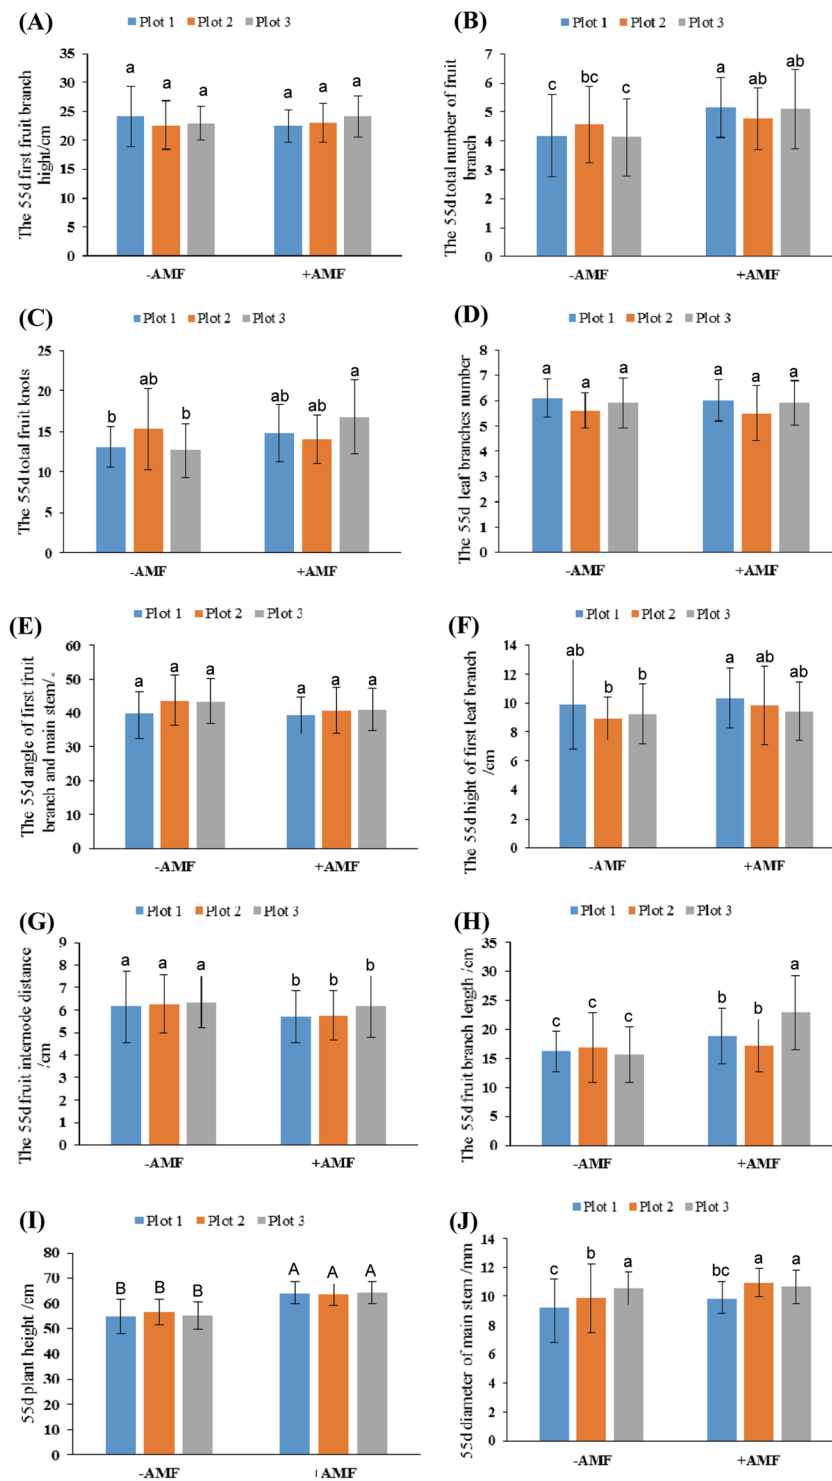 (A)
Plot 1 Plot 2 Plot 3
The 55d first fruit branch
hight/cm
35
30
25
20
15
10
5
0
a a a a a a
-AMF +AMF
(B)
Plot 1 Plot 2 Plot 3
The 55d total number of fruit
branch
7
6
5
4
3
2
1
0
c bc c a ab ab
-AMF +AMF
(C)
Plot 1 Plot 2 Plot 3
The 55d total fruit knots
25
20
15
10
5
0
b ab b ab ab a
-AMF +AMF
(D)
Plot 1 Plot 2 Plot 3
The 55d leaf branches number
8
7
6
5
4
3
2
1
0
a a a a a a
-AMF +AMF
(E)
Plot 1 Plot 2 Plot 3
The 55d angle of first fruit
branch and main stem/°
60
50
40
30
20
10
0
a a a a a a
-AMF +AMF
(F)
Plot 1 Plot 2 Plot 3
The 55d hight of first leaf branch
/cm
14
12
10
8
6
4
2
0
ab b b a ab ab
-AMF +AMF
(G)
Plot 1 Plot 2 Plot 3
The 55d fruit internode distance
/cm
9
8
7
6
5
4
3
2
1
0
a a a b b b
-AMF +AMF
(H)
Plot 1 Plot 2 Plot 3
The 55d fruit branch length /cm
35
30
25
20
15
10
5
0
c c c b b a
-AMF +AMF
(I)
Plot 1 Plot 2 Plot 3
55d plant height /cm
80
70
60
50
40
30
20
10
0
B B B A A A
-AMF +AMF
(J)
Plot 1 Plot 2 Plot 3
55d diameter of main stem /mm
14
12
10
8
6
4
2
0
c b a bc a a
-AMF +AMF